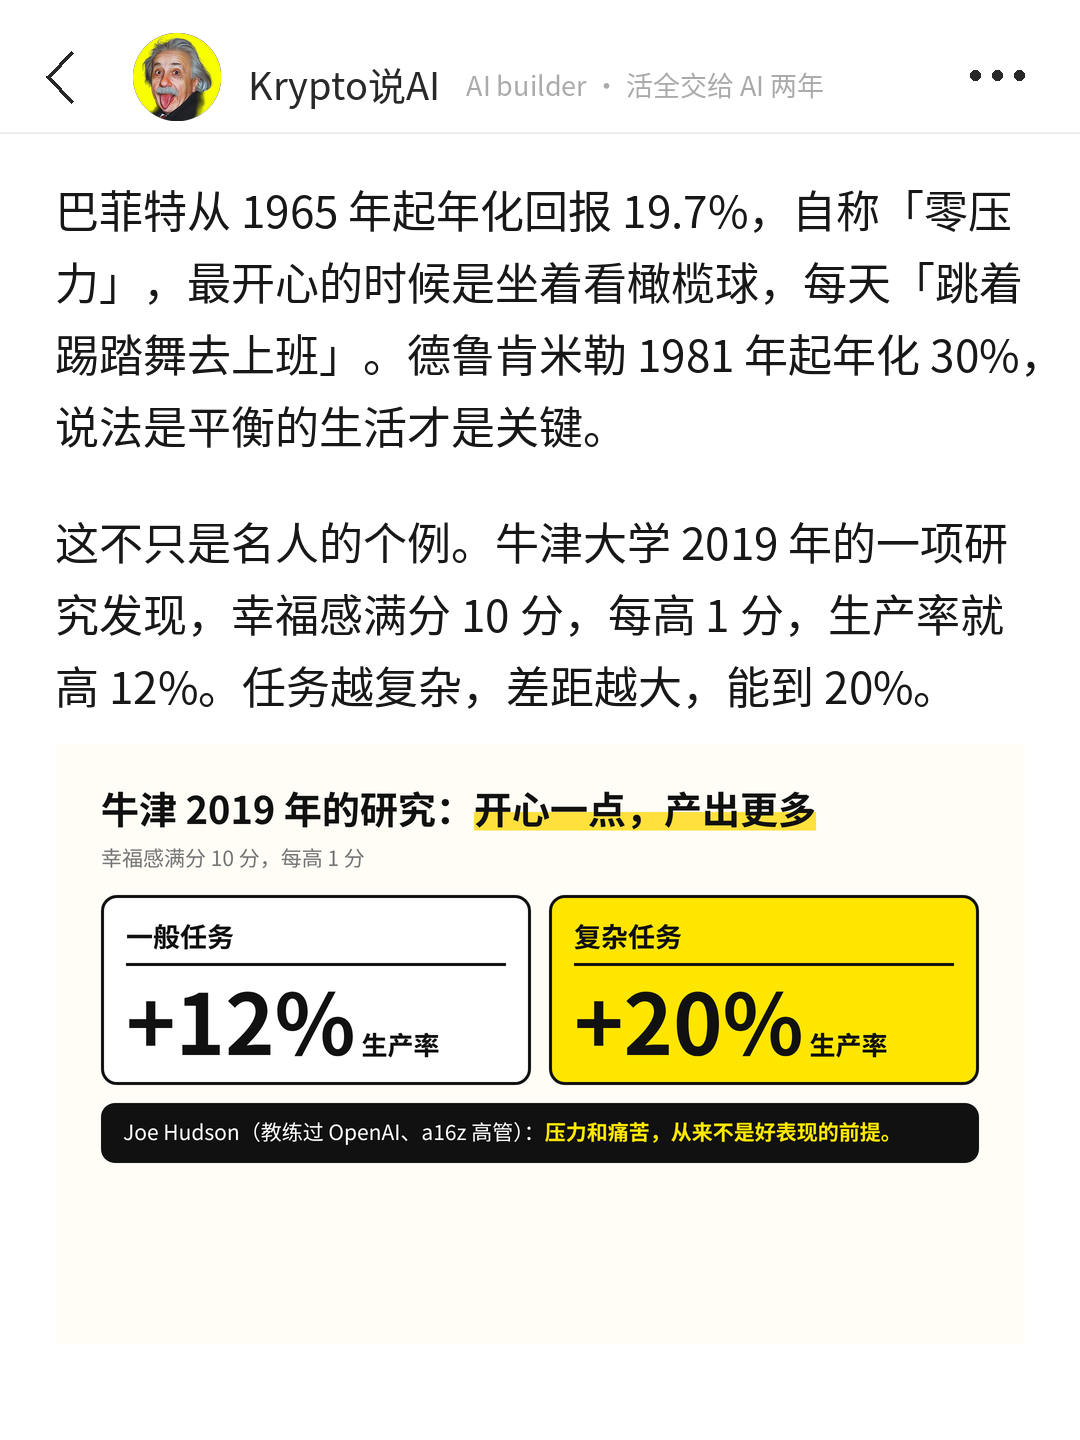 Krypto说AI AI builder · 活全交给 AI 两年
巴菲特从 1965 年起年化回报 19.7%，自称「零压
力」，最开心的时候是坐着看橄榄球，每天「跳着
踢踏舞去上班」。德鲁肯米勒 1981 年起年化 30%，
说法是平衡的生活才是关键。
这不只是名人的个例。牛津大学 2019 年的一项研
究发现，幸福感满分 10 分，每高 1 分，生产率就
高 12%。任务越复杂，差距越大，能到 20%。
牛津 2019 年的研究：开心一点，产出更多
幸福感满分 10 分，每高 1 分
一般任务
+12% 生产率
复杂任务
+20% 生产率
Joe Hudson（教练过 OpenAI、a16z 高管）：压力和痛苦，从来不是好表现的前提。